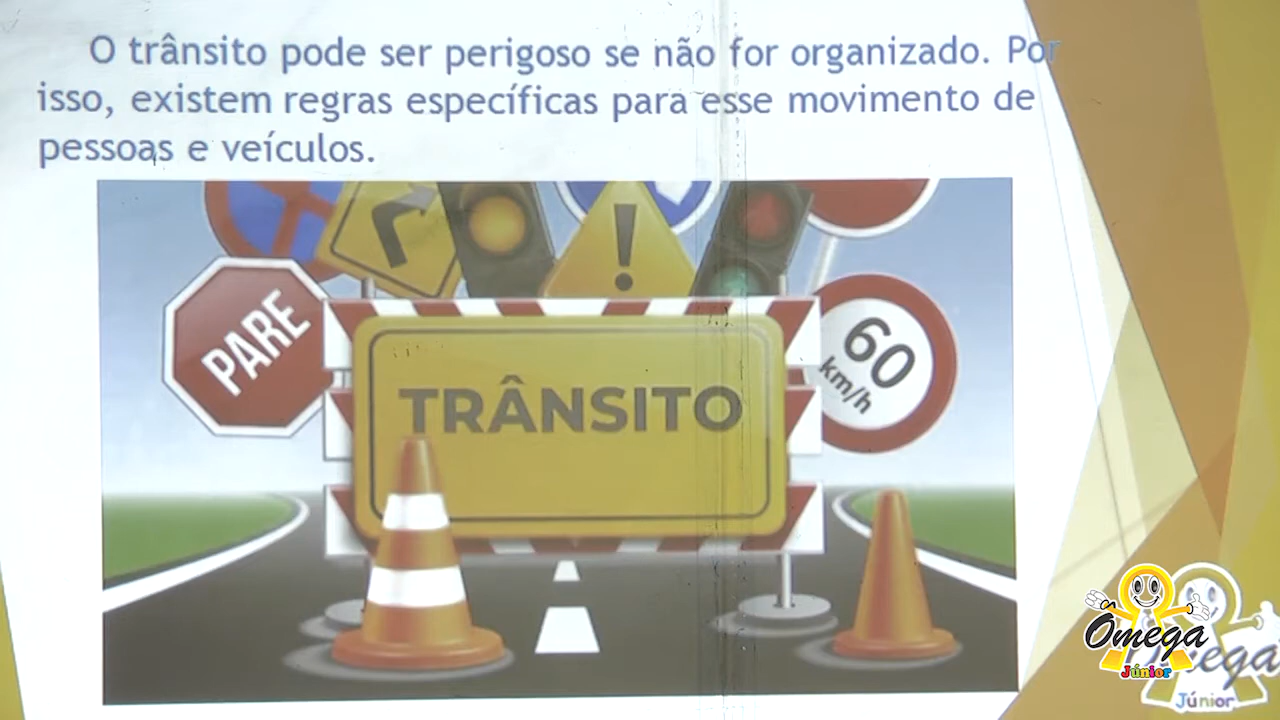 O trânsito pode ser perigoso se não for organizado. Por
isso, existem regras específicas para esse movimento de
pessoas e veículos.
PARE
60
km/h
TRÂNSITO
Ômega
Júnior
Ômega
Júnior